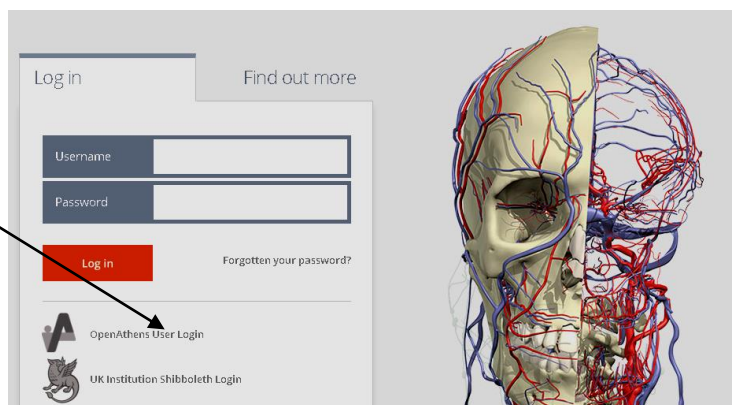 Log in
Find out more
Username
Password
Log in
Forgotten your password?
OpenAthens User Login
UK Institution Shibboleth Login